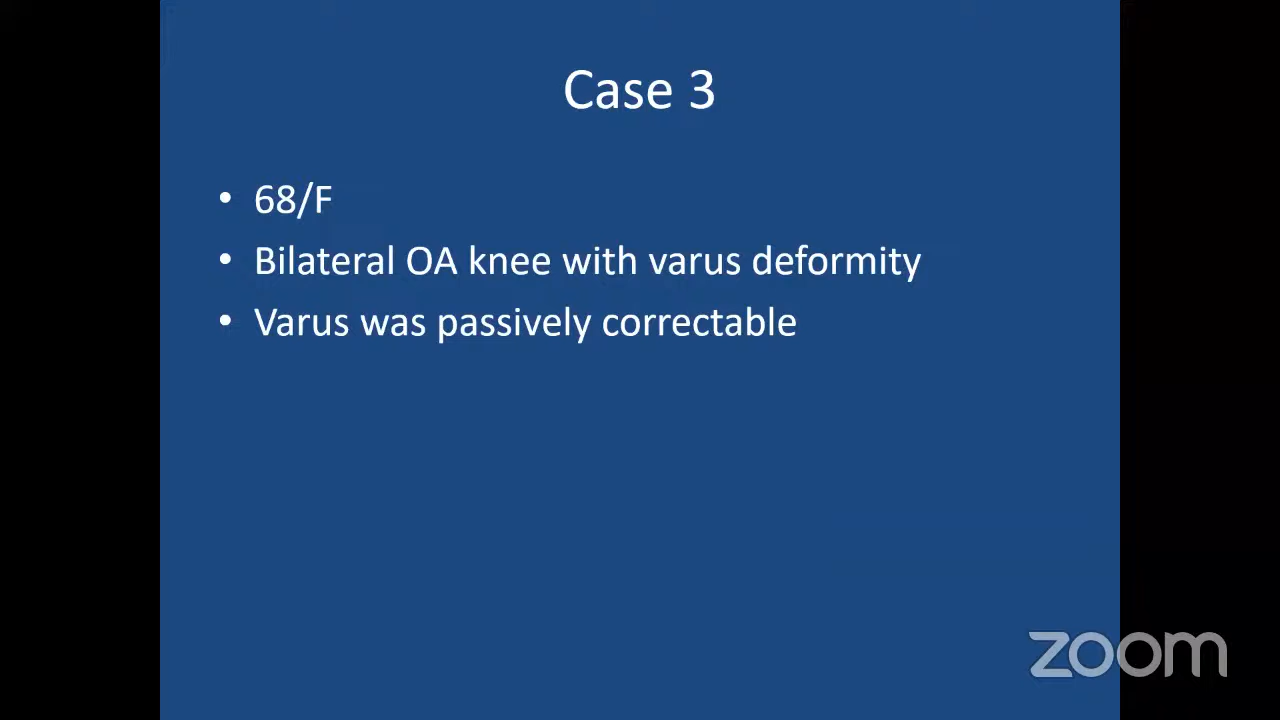 Case 3
• 68/F
• Bilateral OA knee with varus deformity
• Varus was passively correctable
zoom